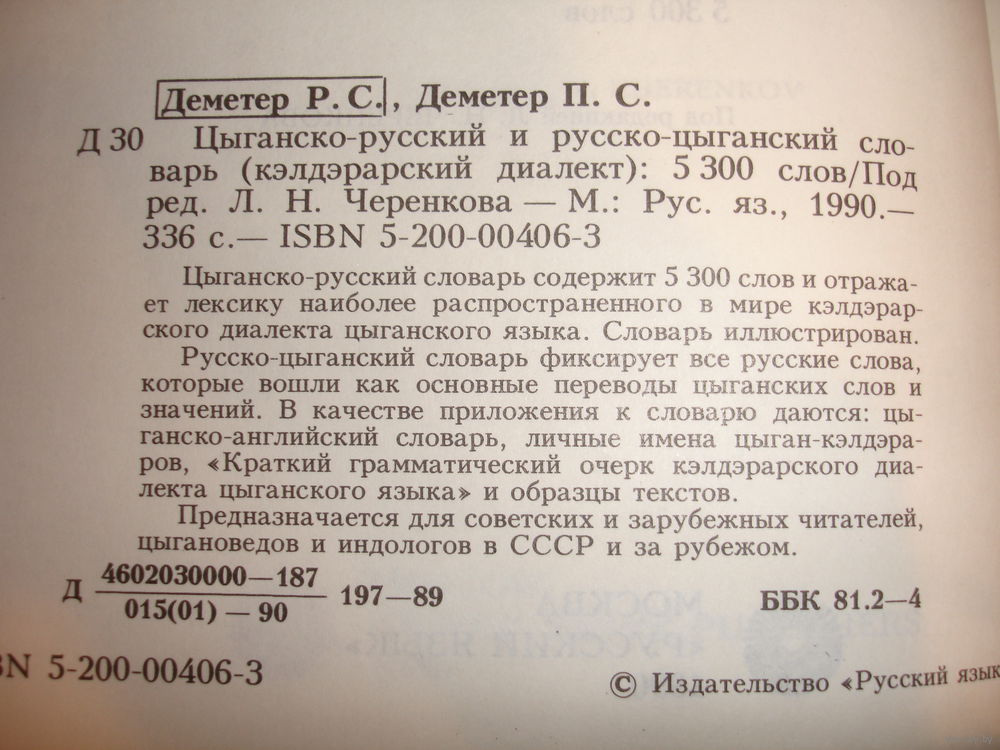 Деметер Р. С., Деметер П. С.
Д 30 Цыганско-русский и русско-цыганский сло-
варь (кэлдэрарский диалект): 5 300 слов/Под
ред. Л. Н. Черенкова — М.: Рус. яз., 1990.—
336 с.— ISBN 5-200-00406-3
Цыганско-русский словарь содержит 5 300 слов и отража-
ет лексику наиболее распространенного в мире кэлдэрар-
ского диалекта цыганского языка. Словарь иллюстрирован.
Русско-цыганский словарь фиксирует все русские слова,
которые вошли как основные переводы цыганских слов и
значений. В качестве приложения к словарю даются: цы-
ганско-английский словарь, личные имена цыган-кэлдэра-
ров, «Краткий грамматический очерк кэлдэрарского диа-
лекта цыганского языка» и образцы текстов.
Предназначается для советских и зарубежных читателей,
цыгановедов и индологов в СССР и за рубежом.
4602030000—187
Д 197—89 ББК 81.2—4
015(01) — 90
BN 5-200-00406-3
© Издательство «Русский язык